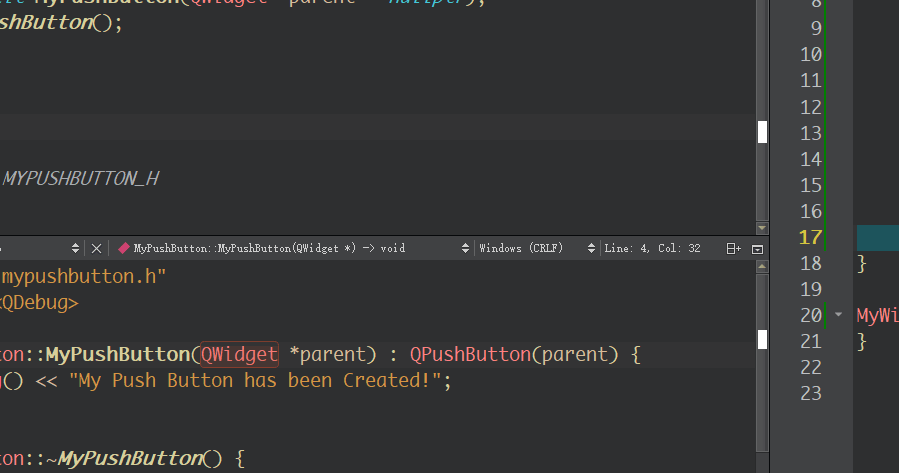 MyPushButton(QWidget *parent = nullptr);
shButton();
MYPUSHBUTTON_H
MyPushButton::MyPushButton(QWidget *) -> void
Windows (CRLF)
Line: 4, Col: 32
mypushbutton.h"
<QDebug>
ton::MyPushButton(QWidget *parent) : QPushButton(parent) {
() << "My Push Button has been Created!";
ton::~MyPushButton() {
8
9
10
11
12
13
14
15
16
17
18 }
19
20 MyWi
21 }
22
23